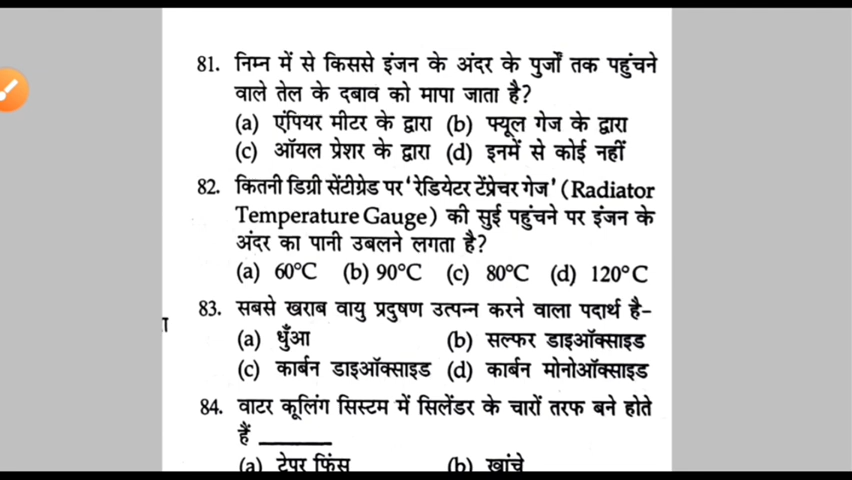 81. निम्न में से किससे इंजन के अंदर के पुर्जों तक पहुंचने
वाले तेल के दबाव को मापा जाता है?
(a) एंपियर मीटर के द्वारा (b) फ्यूल गेज के द्वारा
(c) ऑयल प्रेशर के द्वारा (d) इनमें से कोई नहीं
82. कितनी डिग्री सेंटीग्रेड पर 'रेडियेटर टेंप्रेचर गेज' (Radiator
Temperature Gauge) की सुई पहुंचने पर इंजन के
अंदर का पानी उबलने लगता है?
(a) 60°C (b) 90°C (c) 80°C (d) 120°C
83. सबसे खराब वायु प्रदुषण उत्पन्न करने वाला पदार्थ है–
(a) धुँआ (b) सल्फर डाइऑक्साइड
(c) कार्बन डाइऑक्साइड (d) कार्बन मोनोऑक्साइड
84. वाटर कूलिंग सिस्टम में सिलेंडर के चारों तरफ बने होते
हैं ________
(a) टेपर फिंस (b) खांचे